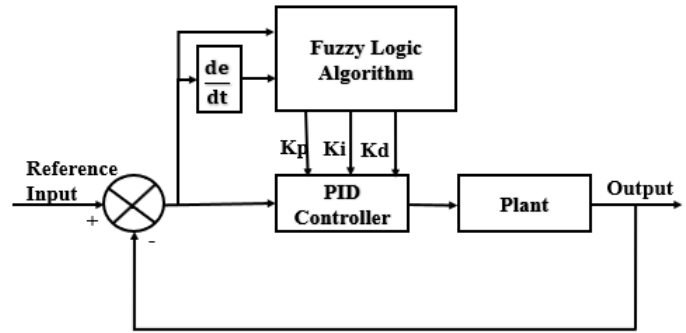 Fuzzy Logic
Algorithm
de
dt
Kp Ki Kd
Reference
Input
+
-
PID
Controller
Plant
Output